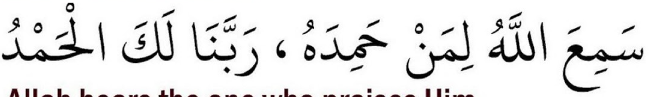 سَمِعَ اللَّهُ لِمَنْ حَمِدَهُ ، رَبَّنَا لَكَ الْحَمْدُ
Allah hears the one who praises Him